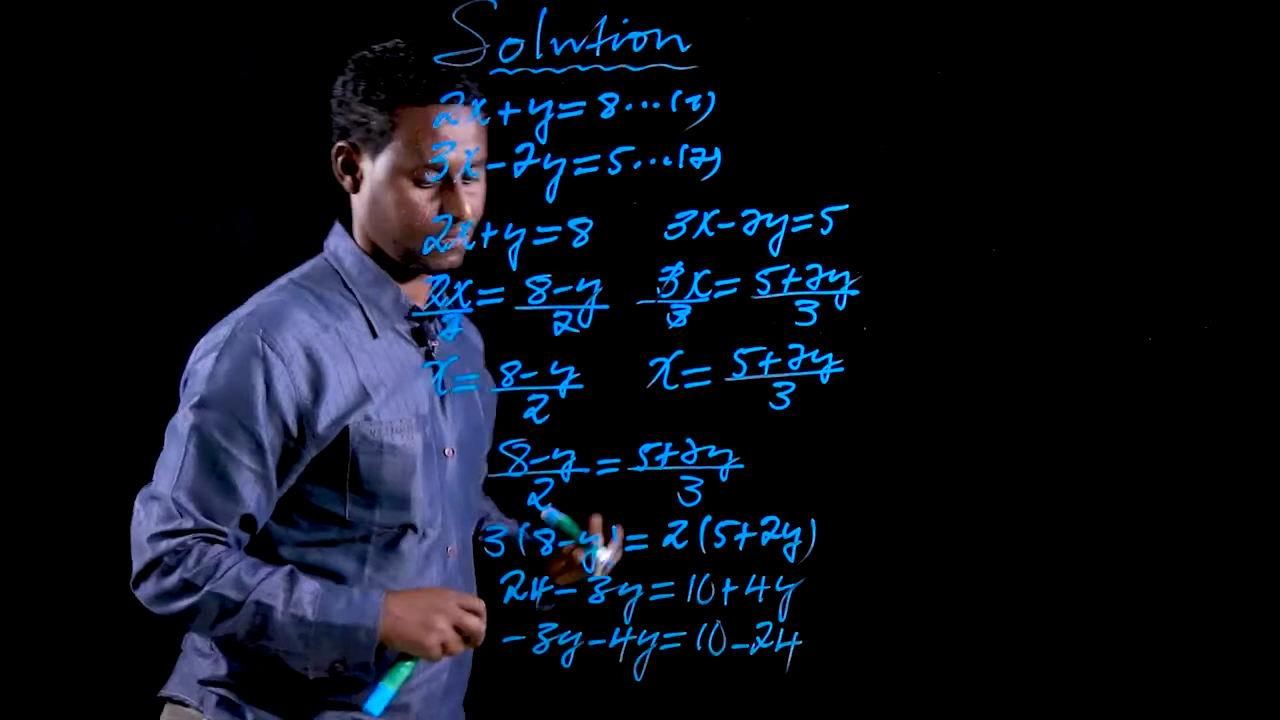 Solution
2x+y=8...(1)
3x-2y=5...(2)
2x+y=8 3x-2y=5
2x/2=8-y/2 3x/3=5+2y/3
x=8-y/2 x=5+2y/3
8-y/2=5+2y/3
3(8-y)=2(5+2y)
24-3y=10+4y
-3y-4y=10-24